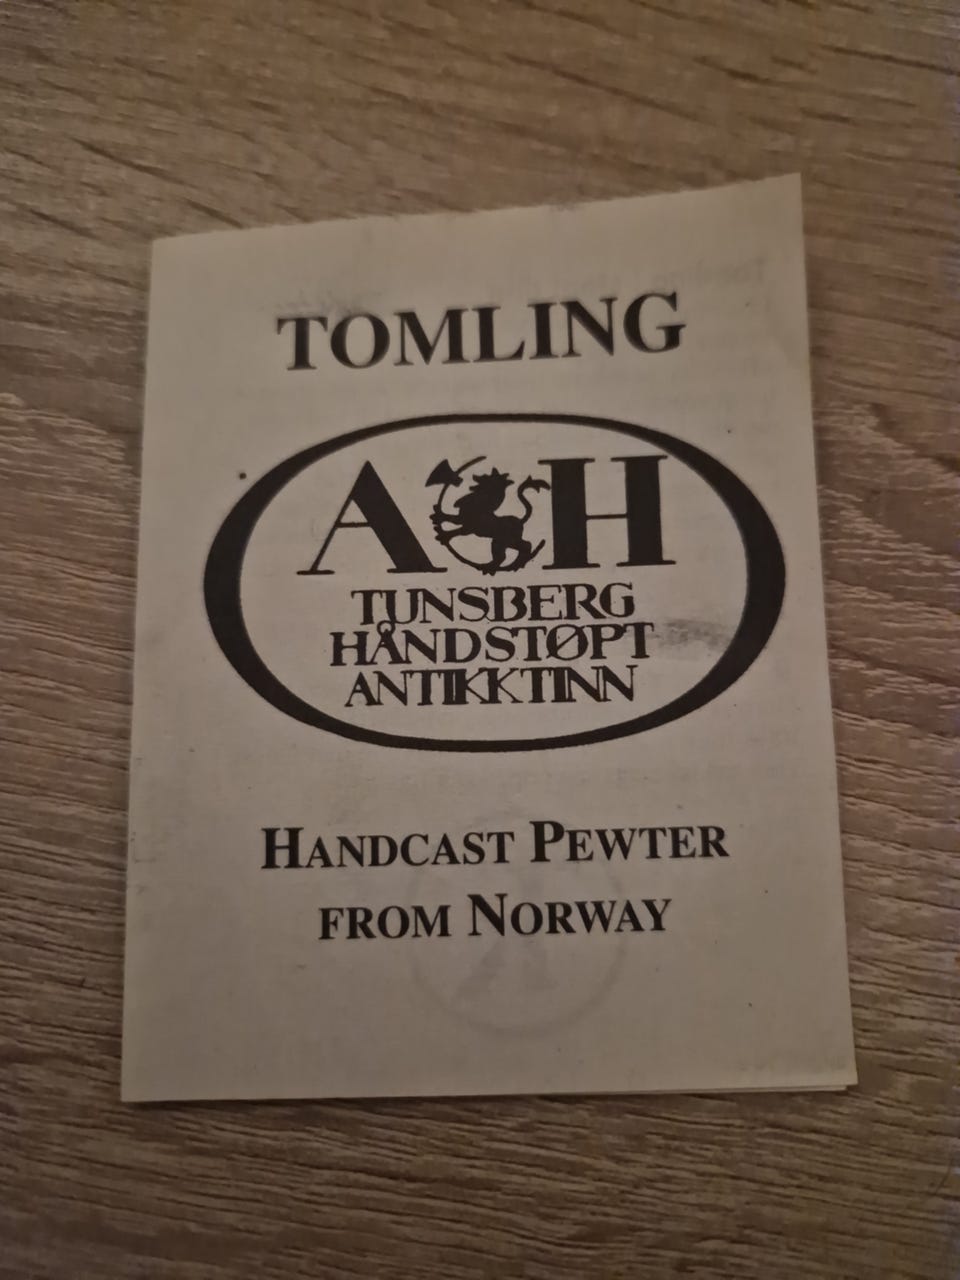 TOMLING
A H
TUNSBERG
HÅNDSTØPT
ANTIKKTINN
HANDCAST PEWTER
FROM NORWAY